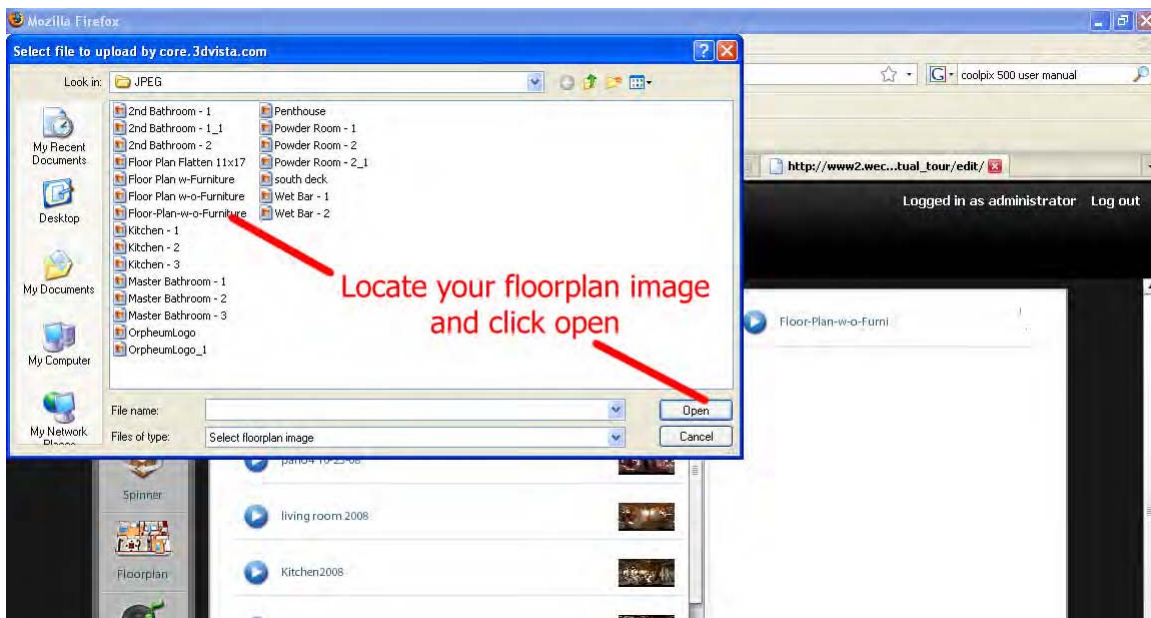 Mozilla Firefox
Select file to upload by core.3dvista.com
Look in: JPEG
My Recent Documents
Desktop
My Documents
My Computer
My Network
2nd Bathroom - 1
2nd Bathroom - 1_1
2nd Bathroom - 2
Floor Plan Flatten 11x17
Floor Plan w-Furniture
Floor Plan w-o-Furniture
Floor-Plan-w-o-Furniture
Kitchen - 1
Kitchen - 2
Kitchen - 3
Master Bathroom - 1
Master Bathroom - 2
Master Bathroom - 3
OrpheumLogo
OrpheumLogo_1
Penthouse
Powder Room - 1
Powder Room - 2
Powder Room - 2_1
south deck
Wet Bar - 1
Wet Bar - 2
Locate your floorplan image
and click open
File name:
Open
Files of type: Select floorplan image
Cancel
G coolpix 500 user manual
http://www2.wec...tual_tour/edit/
Logged in as administrator Log out
Floor-Plan-w-o-Furni
Spinner
Floorplan
pano4 10-23-08
living room 2008
Kitchen2008